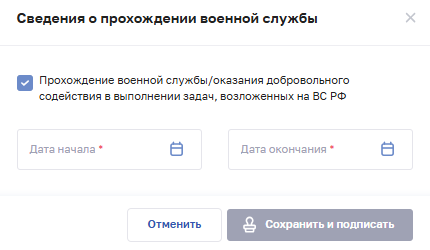 Сведения о прохождении военной службы
Прохождение военной службы/оказания добровольного
содействия в выполнении задач, возложенных на ВС РФ
Дата начала *
Дата окончания *
Отменить
Сохранить и подписать